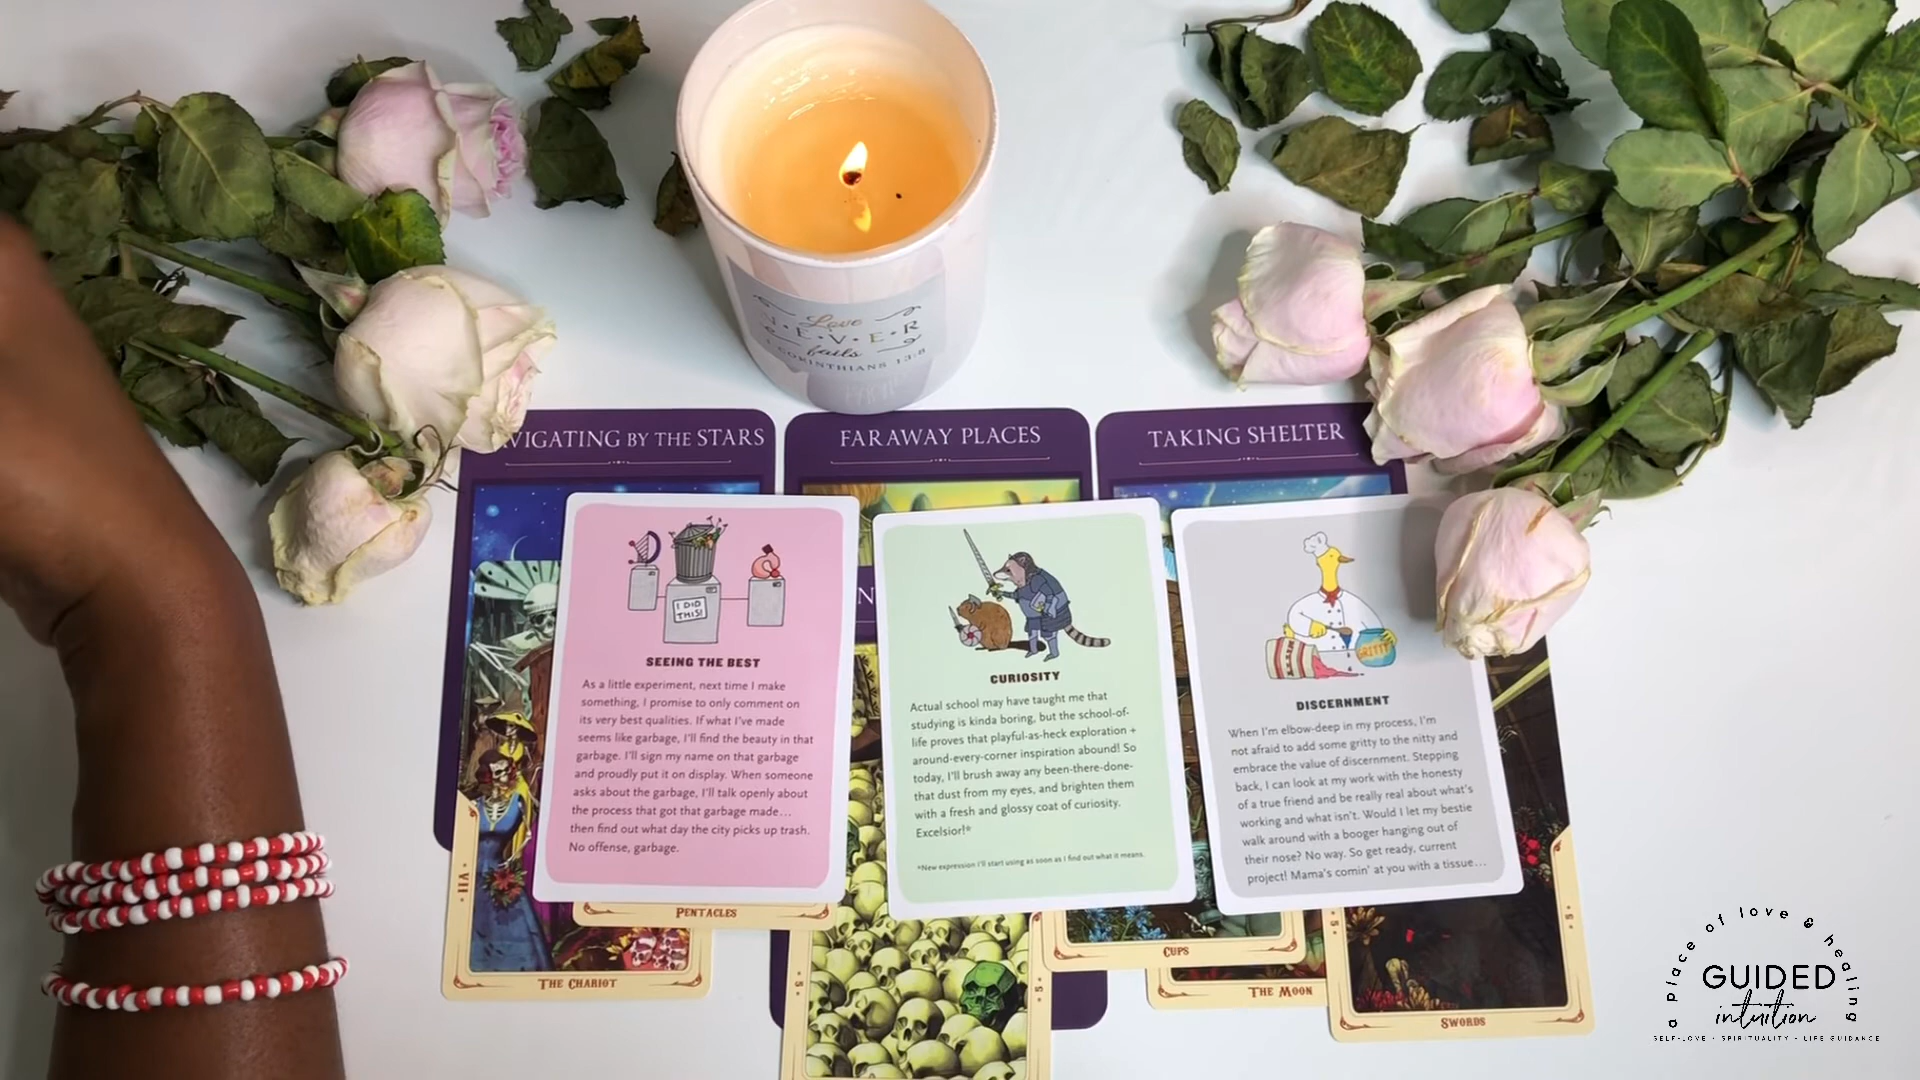 Love
N•E•V•E•R
fails
CORINTHIANS 13:8
VIGATING BY THE STARS
FARAWAY PLACES
TAKING SHELTER
I DID
THIS!
SEEING THE BEST
As a little experiment, next time I make
something, I promise to only comment on
its very best qualities. If what I've made
seems like garbage, I'll find the beauty in that
garbage. I'll sign my name on that garbage
and proudly put it on display. When someone
asks about the garbage, I'll talk openly about
the process that got that garbage made...
then find out what day the city picks up trash.
No offense, garbage.
CURIOSITY
Actual school may have taught me that
studying is kinda boring, but the school-of-
life proves that playful-as-heck exploration +
around-every-corner inspiration abound! So
today, I'll brush away any been-there-done-
that dust from my eyes, and brighten them
with a fresh and glossy coat of curiosity.
Excelsior!*
*New expression I'll start using as soon as I find out what it means.
GRITTY
DISCERNMENT
When I'm elbow-deep in my process, I'm
not afraid to add some gritty to the nitty and
embrace the value of discernment. Stepping
back, I can look at my work with the honesty
of a true friend and be really real about what's
working and what isn't. Would I let my bestie
walk around with a booger hanging out of
their nose? No way. So get ready, current
project! Mama's comin' at you with a tissue...
VII
THE CHARIOT
PENTACLES
5
5
CUPS
THE MOON
5
5
SWORDS
a place of love & healing
GUIDED
intuition
SELF-LOVE • SPIRITUALITY • LIFE GUIDANCE